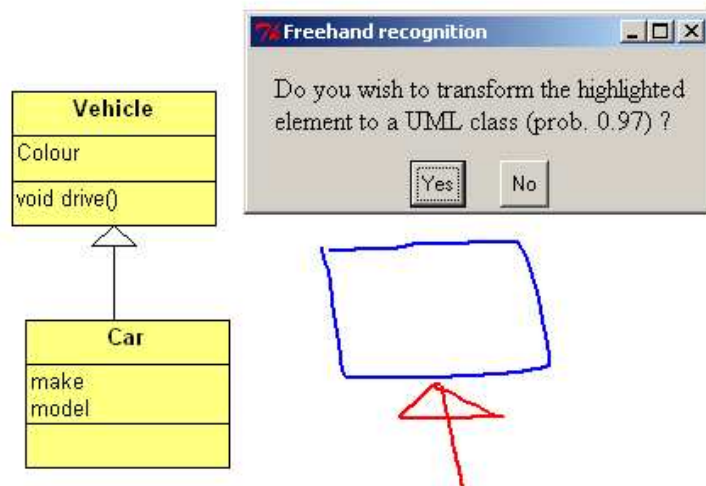 Freehand recognition
Do you wish to transform the highlighted
element to a UML class (prob. 0.97) ?
Yes
No
Vehicle
Colour
void drive()
Car
make
model